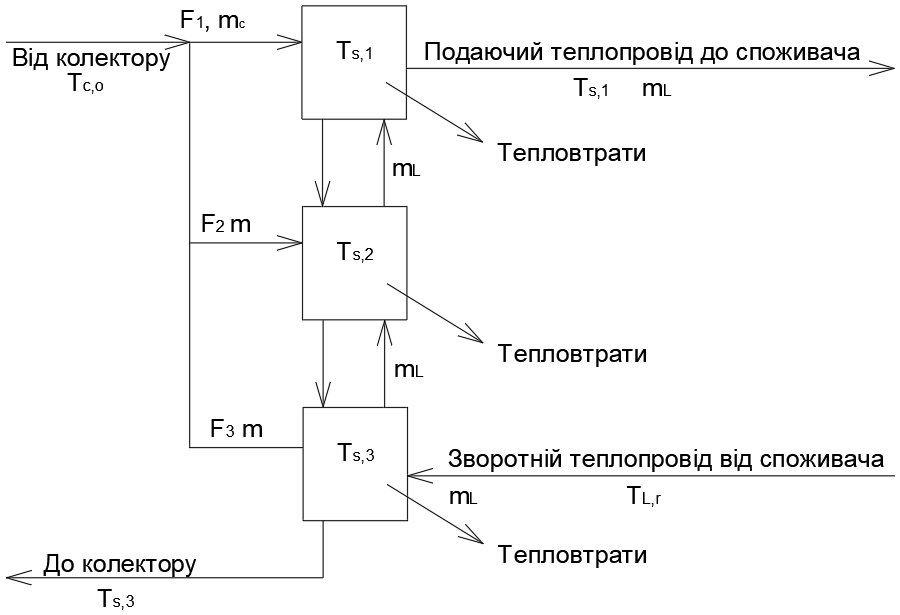 F1, mc
Від колектору
Tc,o
Ts,1
Подаючий теплопровід до споживача
Ts,1 mL
Тепловтрати
mL
F2 m
Ts,2
Тепловтрати
mL
F3 m
Ts,3
Зворотній теплопровід від споживача
mL TL,r
Тепловтрати
До колектору
Ts,3